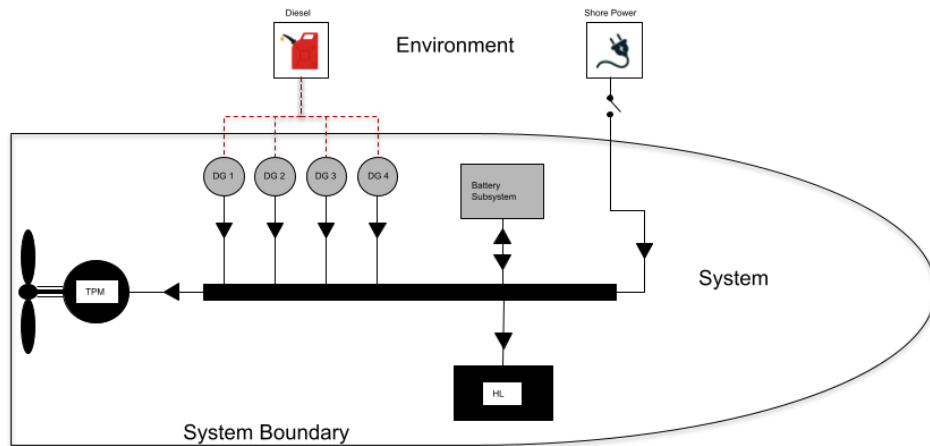 Diesel
Shore Power
Environment
DG 1
DG 2
DG 3
DG 4
Battery
Subsystem
System
TPM
HL
System Boundary